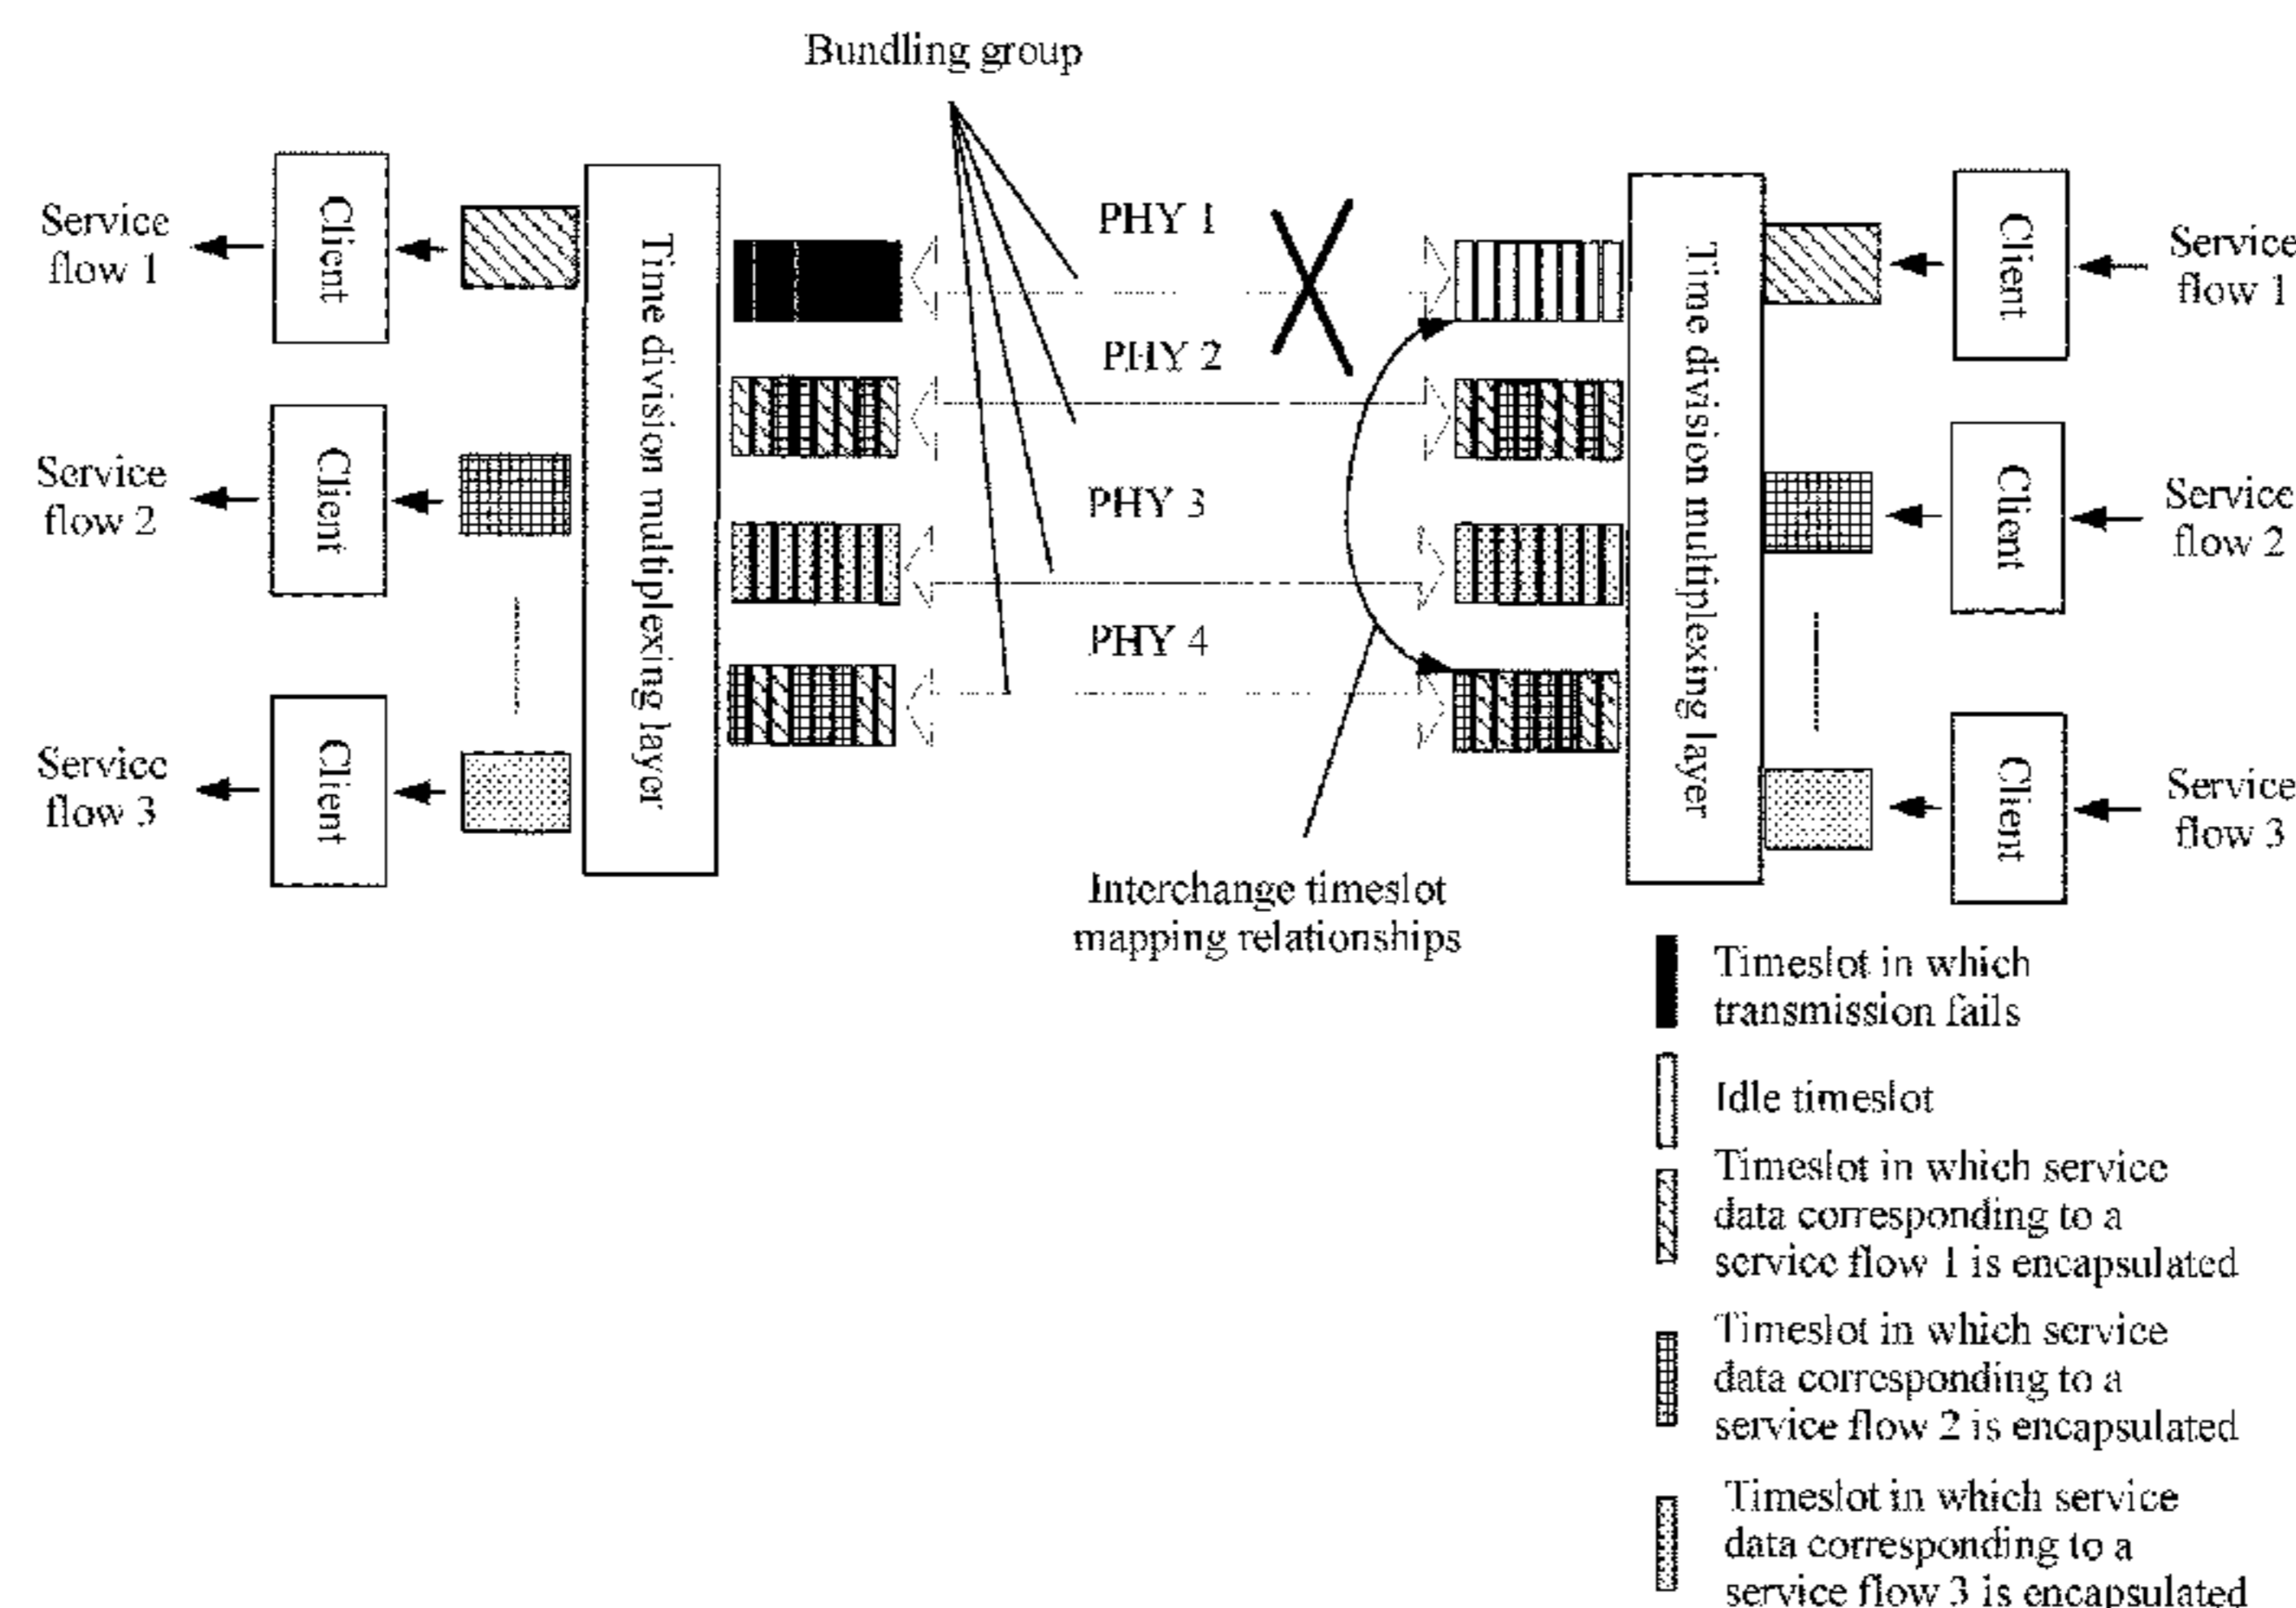 Bundling group
Service
flow 1
Client
Service
flow 2
Client
Service
flow 3
Client
Time division multiplexing layer
PHY 1
PHY 2
PHY 3
PHY 4
Interchange timeslot
mapping relationships
Time division multiplexing layer
Client
Service
flow 1
Client
Service
flow 2
Client
Service
flow 3
Timeslot in which
transmission fails
Idle timeslot
Timeslot in which service
data corresponding to a
service flow 1 is encapsulated
Timeslot in which service
data corresponding to a
service flow 2 is encapsulated
Timeslot in which service
data corresponding to a
service flow 3 is encapsulated